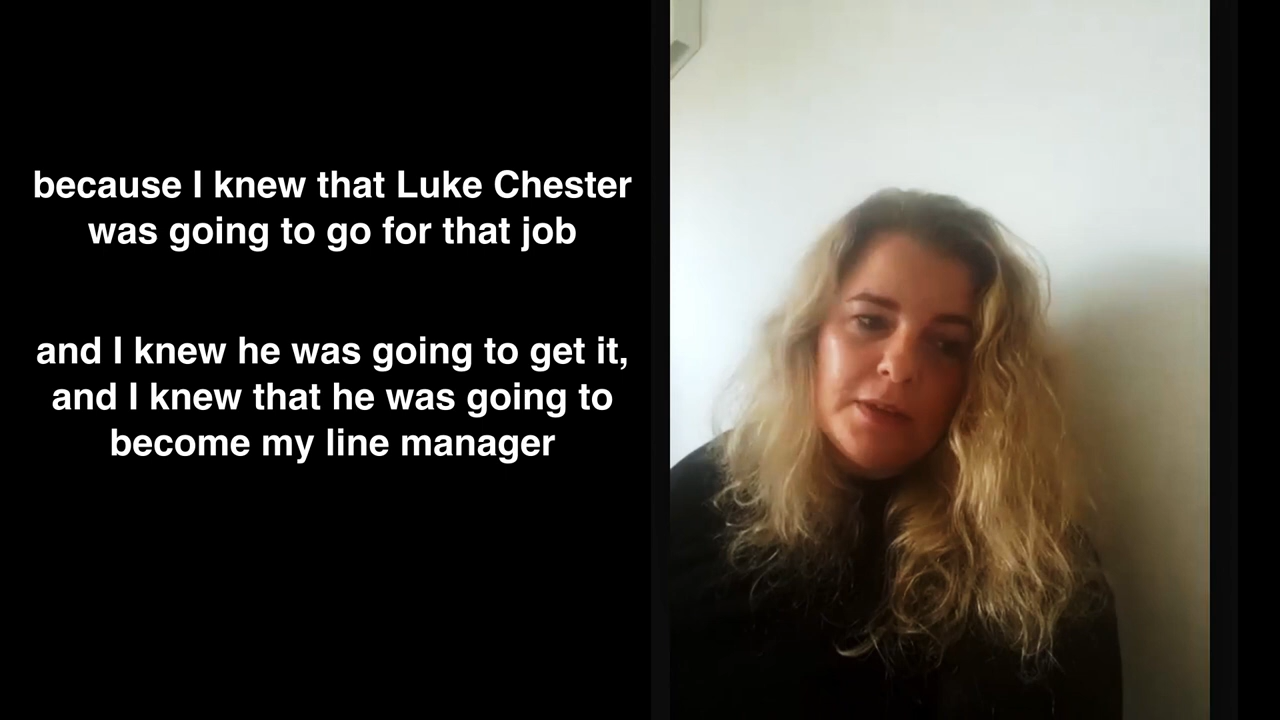 because I knew that Luke Chester
was going to go for that job
and I knew he was going to get it,
and I knew that he was going to
become my line manager